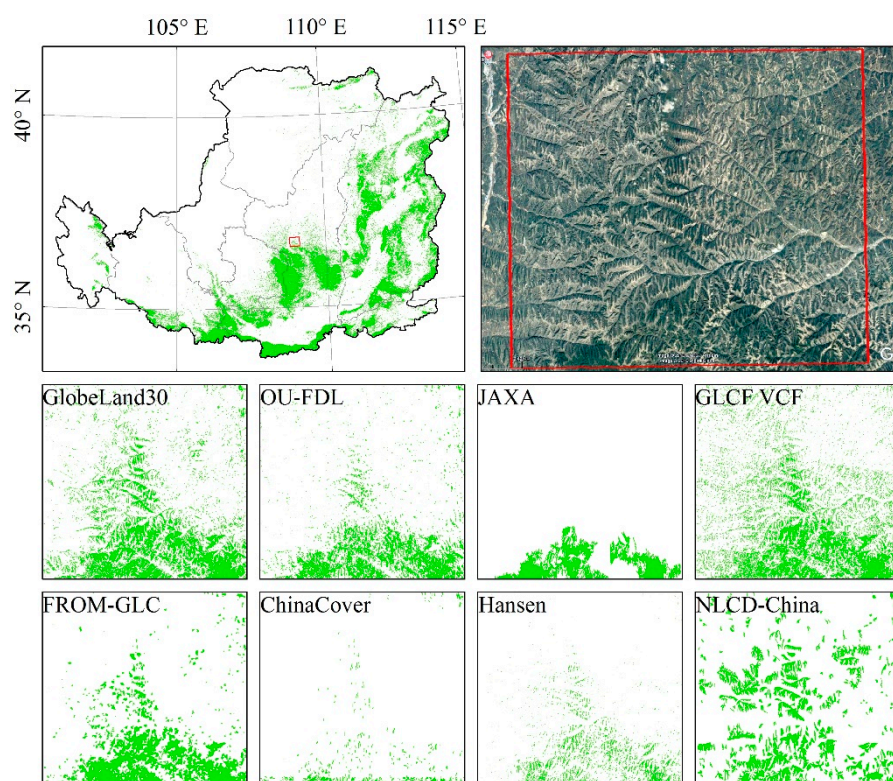 105° E 110° E 115° E
40° N
35° N
GlobeLand30 OU-FDL JAXA GLCF VCF
FROM-GLC ChinaCover Hansen NLCD-China